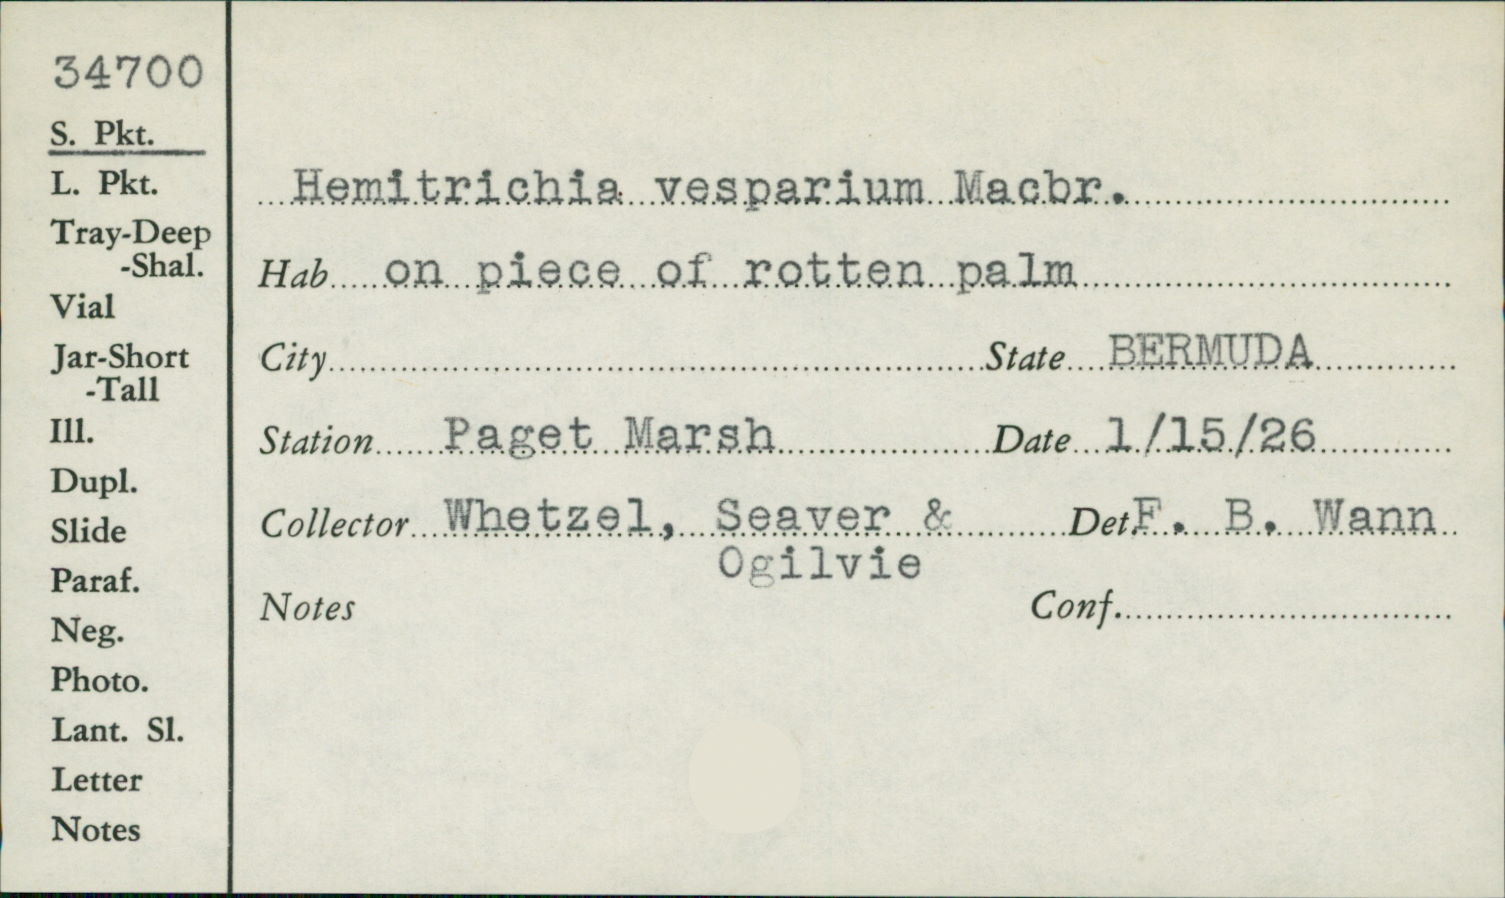 34700
S. Pkt.
L. Pkt.
Tray-Deep
-Shal.
Vial
Jar-Short
-Tall
Ill.
Dupl.
Slide
Paraf.
Neg.
Photo.
Lant. Sl.
Letter
Notes
Hemitrichia vesparium Macbr.
Hab on piece of rotten palm
City State BERMUDA
Station Paget Marsh Date 1/15/26
Collector Whetzel, Seaver & Det. F. B. Wann
Ogilvie
Notes Conf.